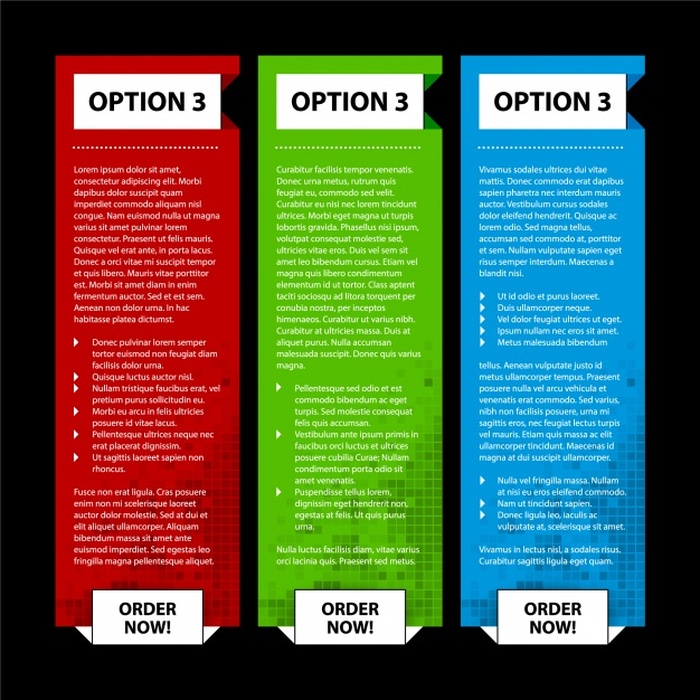 OPTION 3
Lorem ipsum dolor sit amet,
consectetur adipiscing elit. Morbi
dapibus dolor suscipit quam
imperdiet commodo aliquam nisl
congue. Nam euismod nulla ut magna
varius sit amet pulvinar lorem
consectetur. Praesent ut felis mauris.
Quisque vel erat ante, in porta lacus.
Donec a orci vitae mi suscipit tempor
et quis libero. Mauris vitae porttitor
est. Morbi sit amet diam in enim
fermentum auctor. Sed et est sem.
Aenean non dolor urna. In hac
habitasse platea dictumst.
Donec pulvinar lorem semper
tortor euismod non feugiat diam
facilisis dolor urna.
Quisque luctus auctor nisl.
Nullam tristique faucibus erat, vel
pretium purus sollicitudin eu.
Morbi eu arcu in felis ultricies
posuere id vitae lacus.
Pellentesque ultrices neque nec
erat placerat dignissim.
Ut sagittis laoreet sapien non
rhoncus.
Fusce non erat ligula. Cras posuere
enim non mi scelerisque laoreet
auctor dolor molestie. Sed at dui et
elit aliquet ullamcorper. Aliquam
bibendum massa sit amet ante
euismod imperdiet. Sed egestas leo
fringilla magna pellentesque aliquet.
ORDER
NOW!
OPTION 3
Curabitur facilisis tempor venenatis.
Donec urna metus, rutrum quis
feugiat eu, commodo sed velit.
Curabitur eu nisi nec lorem tincidunt
ultrices. Morbi eget magna ut turpis
lobortis gravida. Phasellus nisi ipsum,
volutpat consequat molestie sed,
ultricies vitae eros. Duis vel sem sit
amet leo bibendum cursus. Etiam vel
magna quis libero condimentum
elementum id ut tortor. Class aptent
taciti sociosqu ad litora torquent per
conubia nostra, per inceptos
himenaeos. Curabitur ut varius nibh.
Curabitur at ultricies massa. Duis at
aliquet purus. Nulla accumsan
malesuada suscipit. Donec quis varius
magna.
Pellentesque sed odio et est
commodo bibendum ac eget
turpis. Sed molestie consequat
felis quis accumsan.
Vestibulum ante ipsum primis in
faucibus orci luctus et ultrices
posuere cubilia Curae; Nullam
condimentum porta odio sit
amet venenatis.
Puspendisse tellus lorem,
dignissim eget hendrerit non,
egestas at felis. Ut quis purus
urna.
Nulla luctus facilisis diam, vitae varius
orci lacinia quis. Praesent sed metus.
ORDER
NOW!
OPTION 3
Vivamus sodales ultrices dui vitae
mattis. Donec commodo erat dapibus
sapien pharetra nec interdum mauris
auctor. Vestibulum cursus sodales
dolor eleifend hendrerit. Quisque ac
lorem odio. Sed magna tellus,
accumsan sed commodo at, porttitor
et sem. Nullam vulputate sapien eget
risus semper interdum. Maecenas a
blandit nisi.
Ut id odio et purus laoreet.
Duis ullamcorper neque.
Vel dolor feugiat ultrices ut eget.
Ipsum nullam nec eros sit amet.
Metus malesuada bibendum
tellus. Aenean vulputate justo id
metus ullamcorper tempus. Praesent
a nulla vel arcu vehicula et
venenatis erat commodo. Sed varius,
nibh non facilisis posuere, urna mi
sagittis eros, nec feugiat lectus turpis
vel mauris. Etiam quis massa ac elit
ullamcorper tincidunt. Maecenas id
magna at dui suscipit ullamcorper.
Nulla vel fringilla massa. Nullam
at nisi eu eros eleifend commodo.
Nam ut tincidunt sapien.
Donec ligula leo, iaculis ac
vulputate at, scelerisque sit amet.
Vivamus in lectus nisl, a sodales risus.
Curabitur sagittis ligula eget quam.
ORDER
NOW!